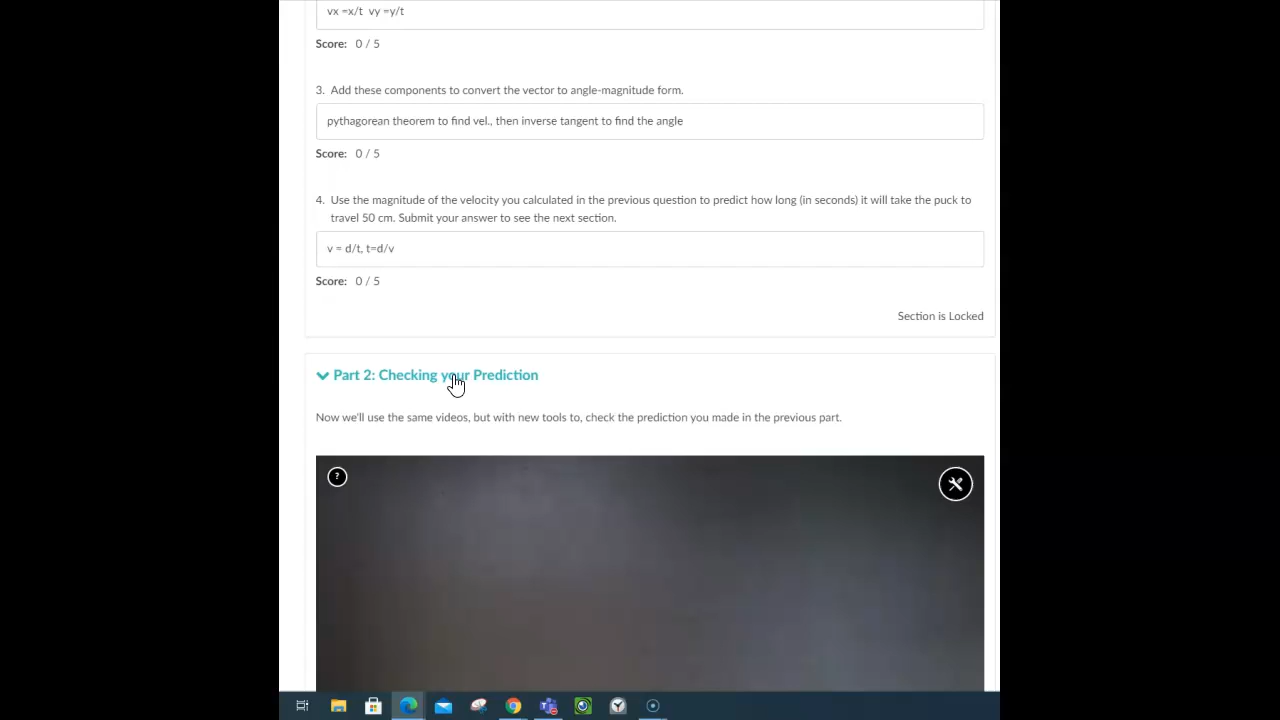 vx =x/t  vy =y/t
Score: 0 / 5
3. Add these components to convert the vector to angle-magnitude form.
pythagorean theorem to find vel., then inverse tangent to find the angle
Score: 0 / 5
4. Use the magnitude of the velocity you calculated in the previous question to predict how long (in seconds) it will take the puck to
travel 50 cm. Submit your answer to see the next section.
v = d/t, t=d/v
Score: 0 / 5
Section is Locked
Part 2: Checking your Prediction
Now we'll use the same videos, but with new tools to, check the prediction you made in the previous part.
?